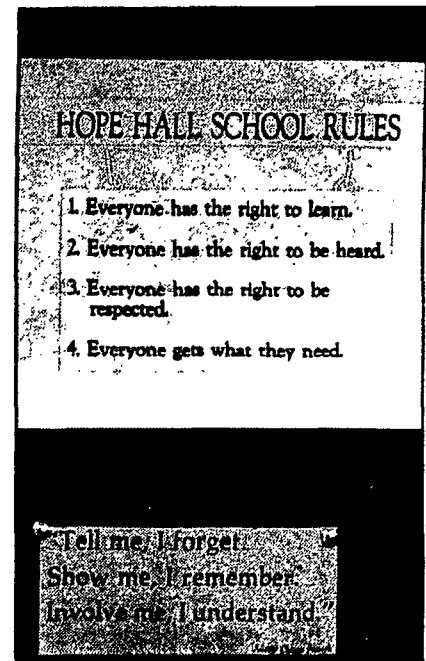 HOPE HALL SCHOOL RULES
1. Everyone has the right to learn.
2. Everyone has the right to be heard.
3. Everyone has the right to be
respected.
4. Everyone gets what they need.
"Tell me, I forget.
Show me, I remember.
Involve me, I understand."